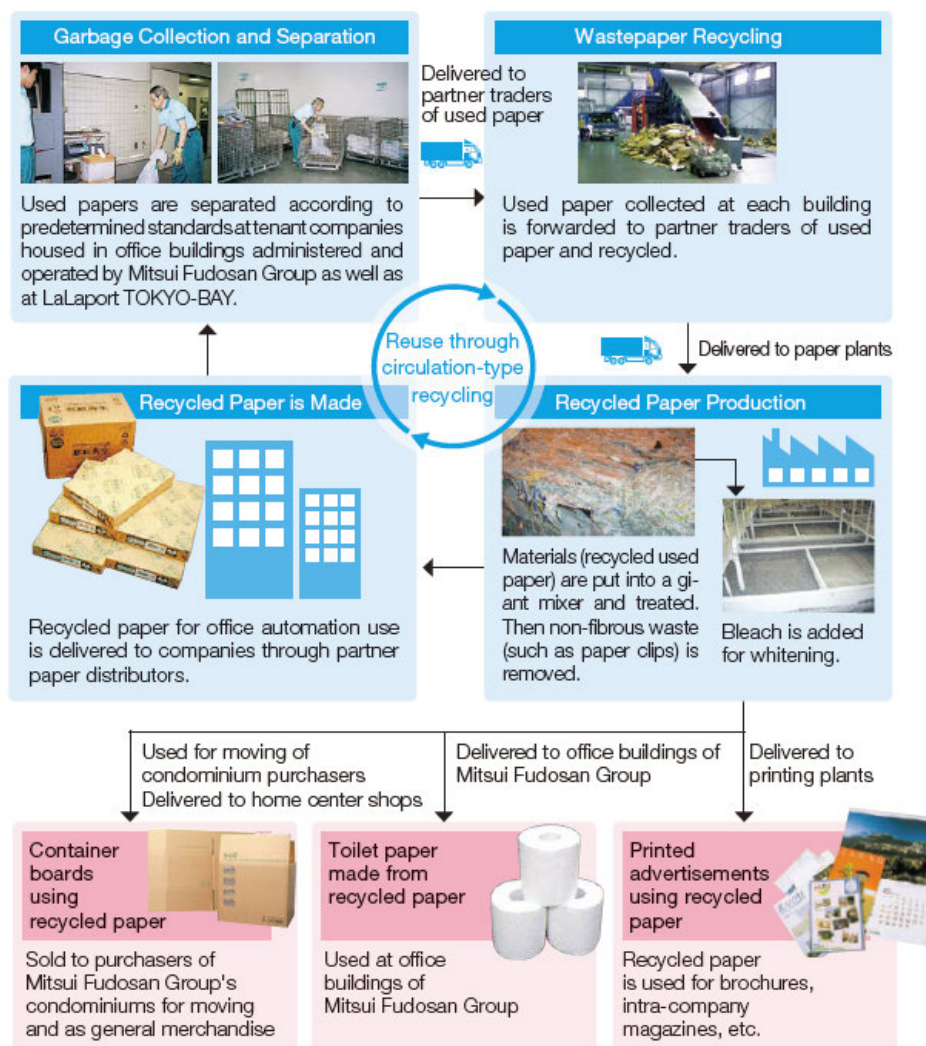 Garbage Collection and Separation
Used papers are separated according to
predetermined standards at tenant companies
housed in office buildings administered and
operated by Mitsui Fudosan Group as well as
at LaLaport TOKYO-BAY.
Delivered to
partner traders
of used paper
Wastepaper Recycling
Used paper collected at each building
is forwarded to partner traders of used
paper and recycled.
Reuse through
circulation-type
recycling
Delivered to paper plants
Recycled Paper is Made
Recycled paper for office automation use
is delivered to companies through partner
paper distributors.
Recycled Paper Production
Materials (recycled used
paper) are put into a gi-
ant mixer and treated.
Then non-fibrous waste
(such as paper clips) is
removed.
Bleach is added
for whitening.
Used for moving of
condominium purchasers
Delivered to home center shops
Delivered to office buildings of
Mitsui Fudosan Group
Delivered to
printing plants
Container
boards
using
recycled paper
Sold to purchasers of
Mitsui Fudosan Group's
condominiums for moving
and as general merchandise
Toilet paper
made from
recycled paper
Used at office
buildings of
Mitsui Fudosan Group
Printed
advertisements
using recycled
paper
Recycled paper
is used for brochures,
intra-company
magazines, etc.